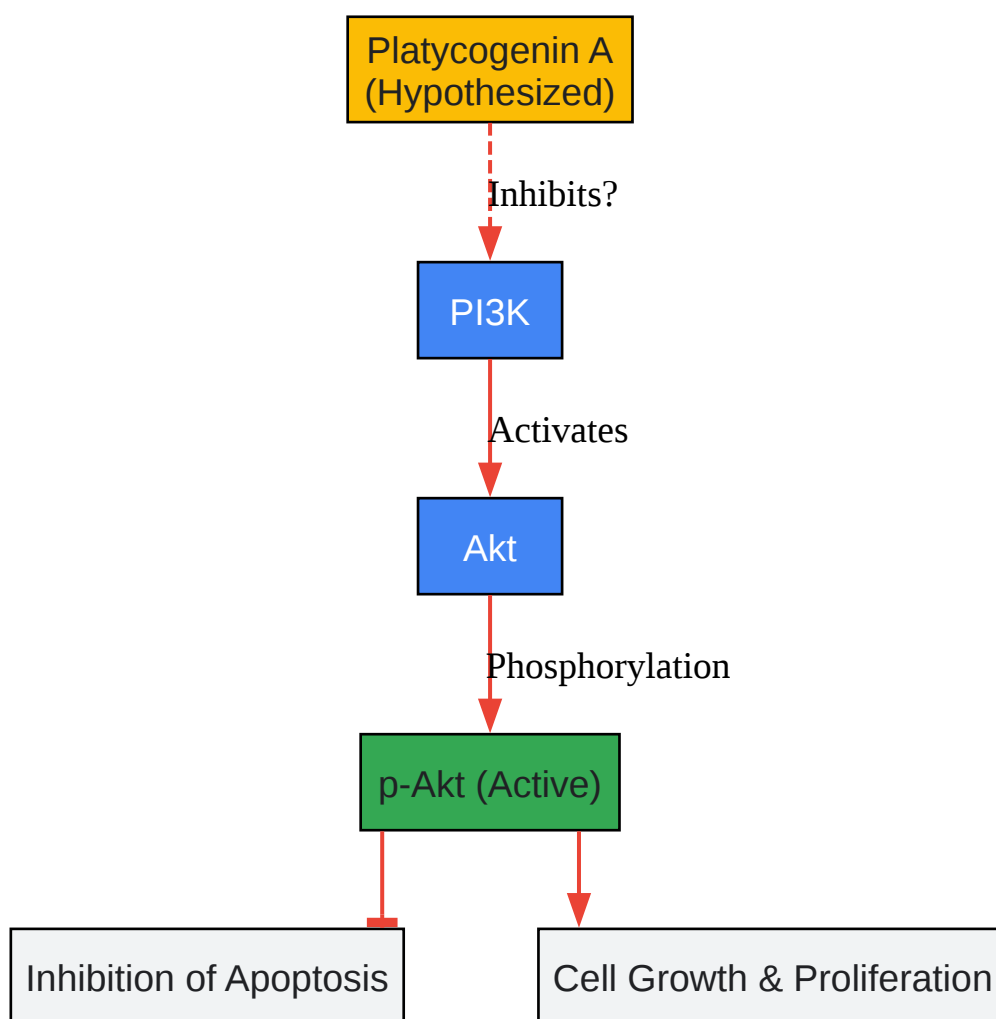 Platycogenin A
(Hypothesized)
Inhibits?
PI3K
Activates
Akt
Phosphorylation
p-Akt (Active)
Inhibition of Apoptosis
Cell Growth & Proliferation